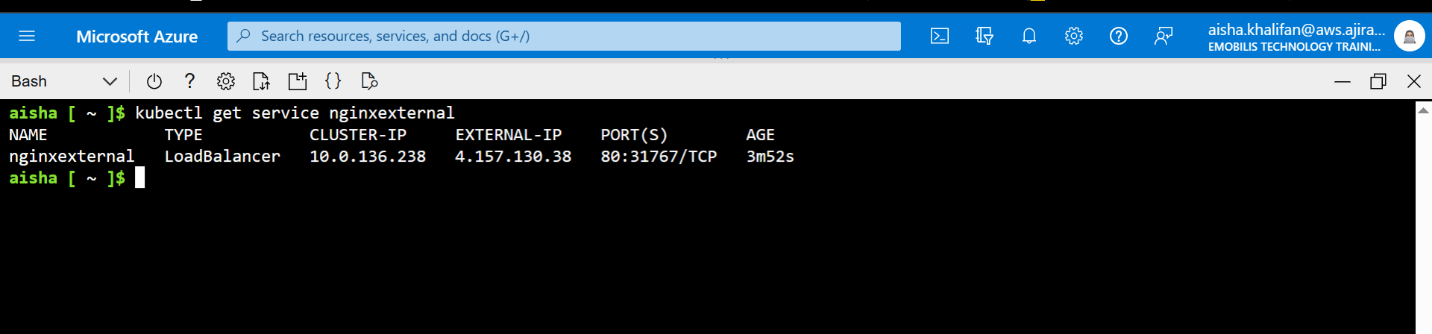 Microsoft Azure
Search resources, services, and docs (G+/)
aisha.khalifan@aws.ajira...
EMOBILIS TECHNOLOGY TRAINI...
Bash
aisha [ ~ ]$ kubectl get service nginxexternal
NAME TYPE CLUSTER-IP EXTERNAL-IP PORT(S) AGE
nginxexternal LoadBalancer 10.0.136.238 4.157.130.38 80:31767/TCP 3m52s
aisha [ ~ ]$